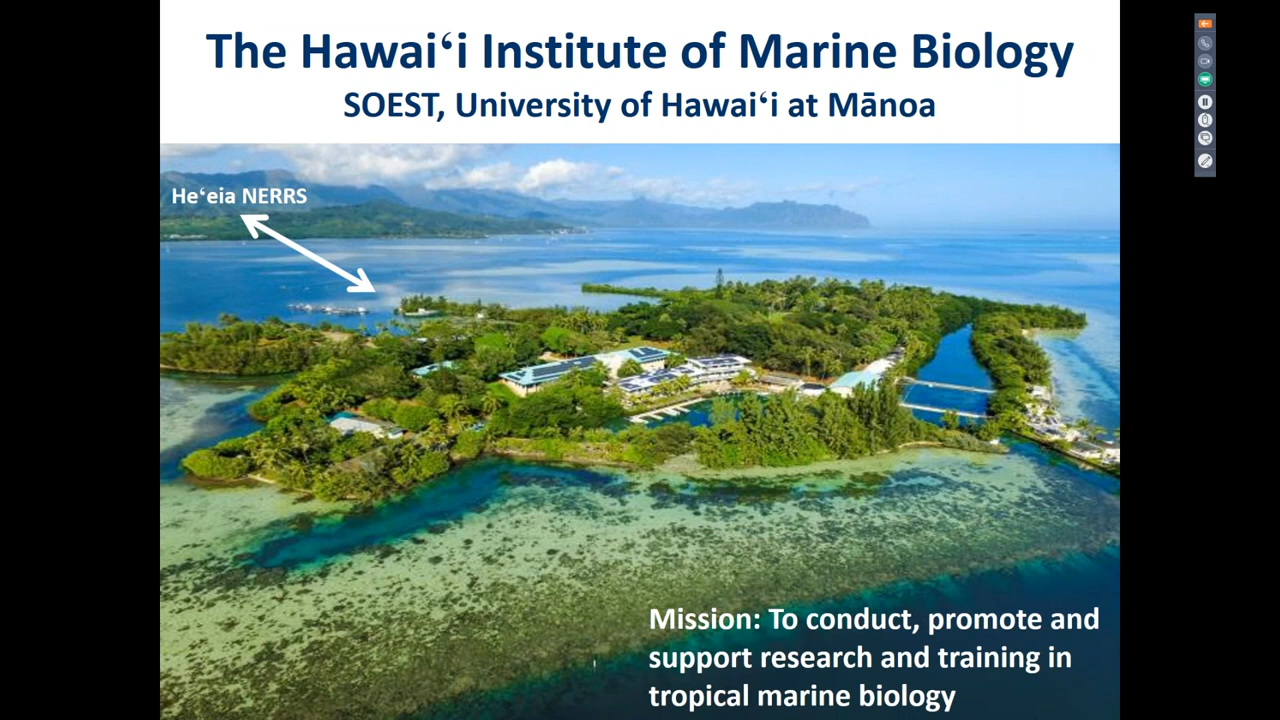 The Hawaiʻi Institute of Marine Biology
SOEST, University of Hawaiʻi at Mānoa
Heʻeia NERRS
Mission: To conduct, promote and
support research and training in
tropical marine biology